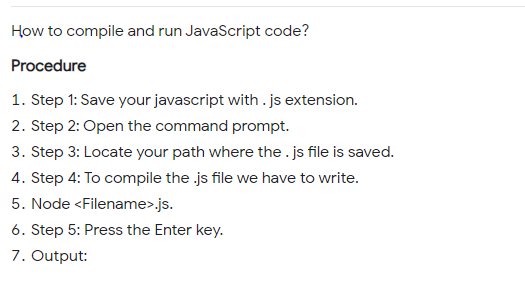 How to compile and run JavaScript code?
Procedure
1. Step 1: Save your javascript with . js extension.
2. Step 2: Open the command prompt.
3. Step 3: Locate your path where the . js file is saved.
4. Step 4: To compile the .js file we have to write.
5. Node <Filename>.js.
6. Step 5: Press the Enter key.
7. Output: